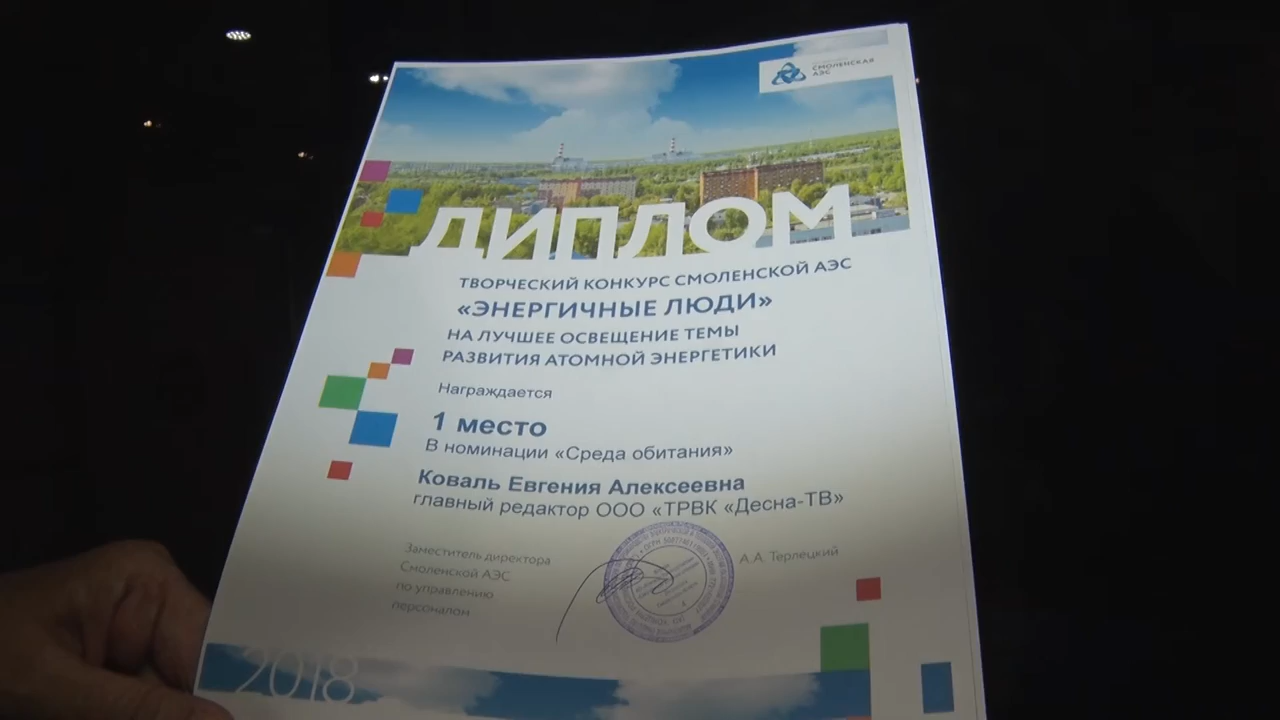 СМОЛЕНСКАЯ
АЭС
ДИПЛОМ
ТВОРЧЕСКИЙ КОНКУРС СМОЛЕНСКОЙ АЭС
«ЭНЕРГИЧНЫЕ ЛЮДИ»
НА ЛУЧШЕЕ ОСВЕЩЕНИЕ ТЕМЫ
РАЗВИТИЯ АТОМНОЙ ЭНЕРГЕТИКИ
Награждается
1 место
В номинации «Среда обитания»
Коваль Евгения Алексеевна
главный редактор ООО «ТРВК «Десна-ТВ»
Заместитель директора
Смоленской АЭС
по управлению
персоналом
А.А. Терлецкий
2018